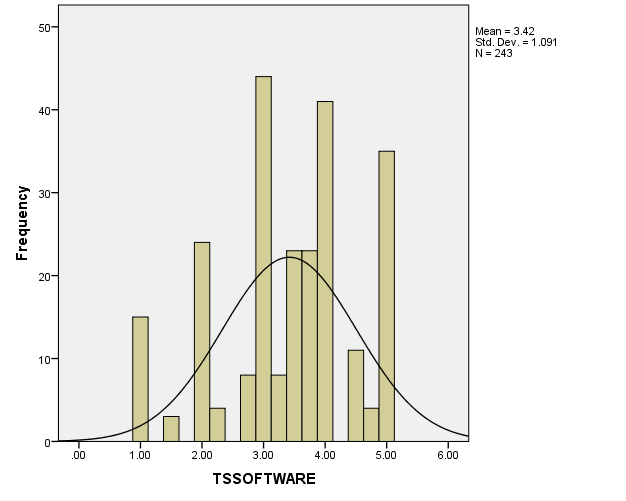 Mean = 3.42
Std. Dev. = 1.091
N = 243
50
40
30
20
10
0
Frequency
.00 1.00 2.00 3.00 4.00 5.00 6.00
TSSOFTWARE